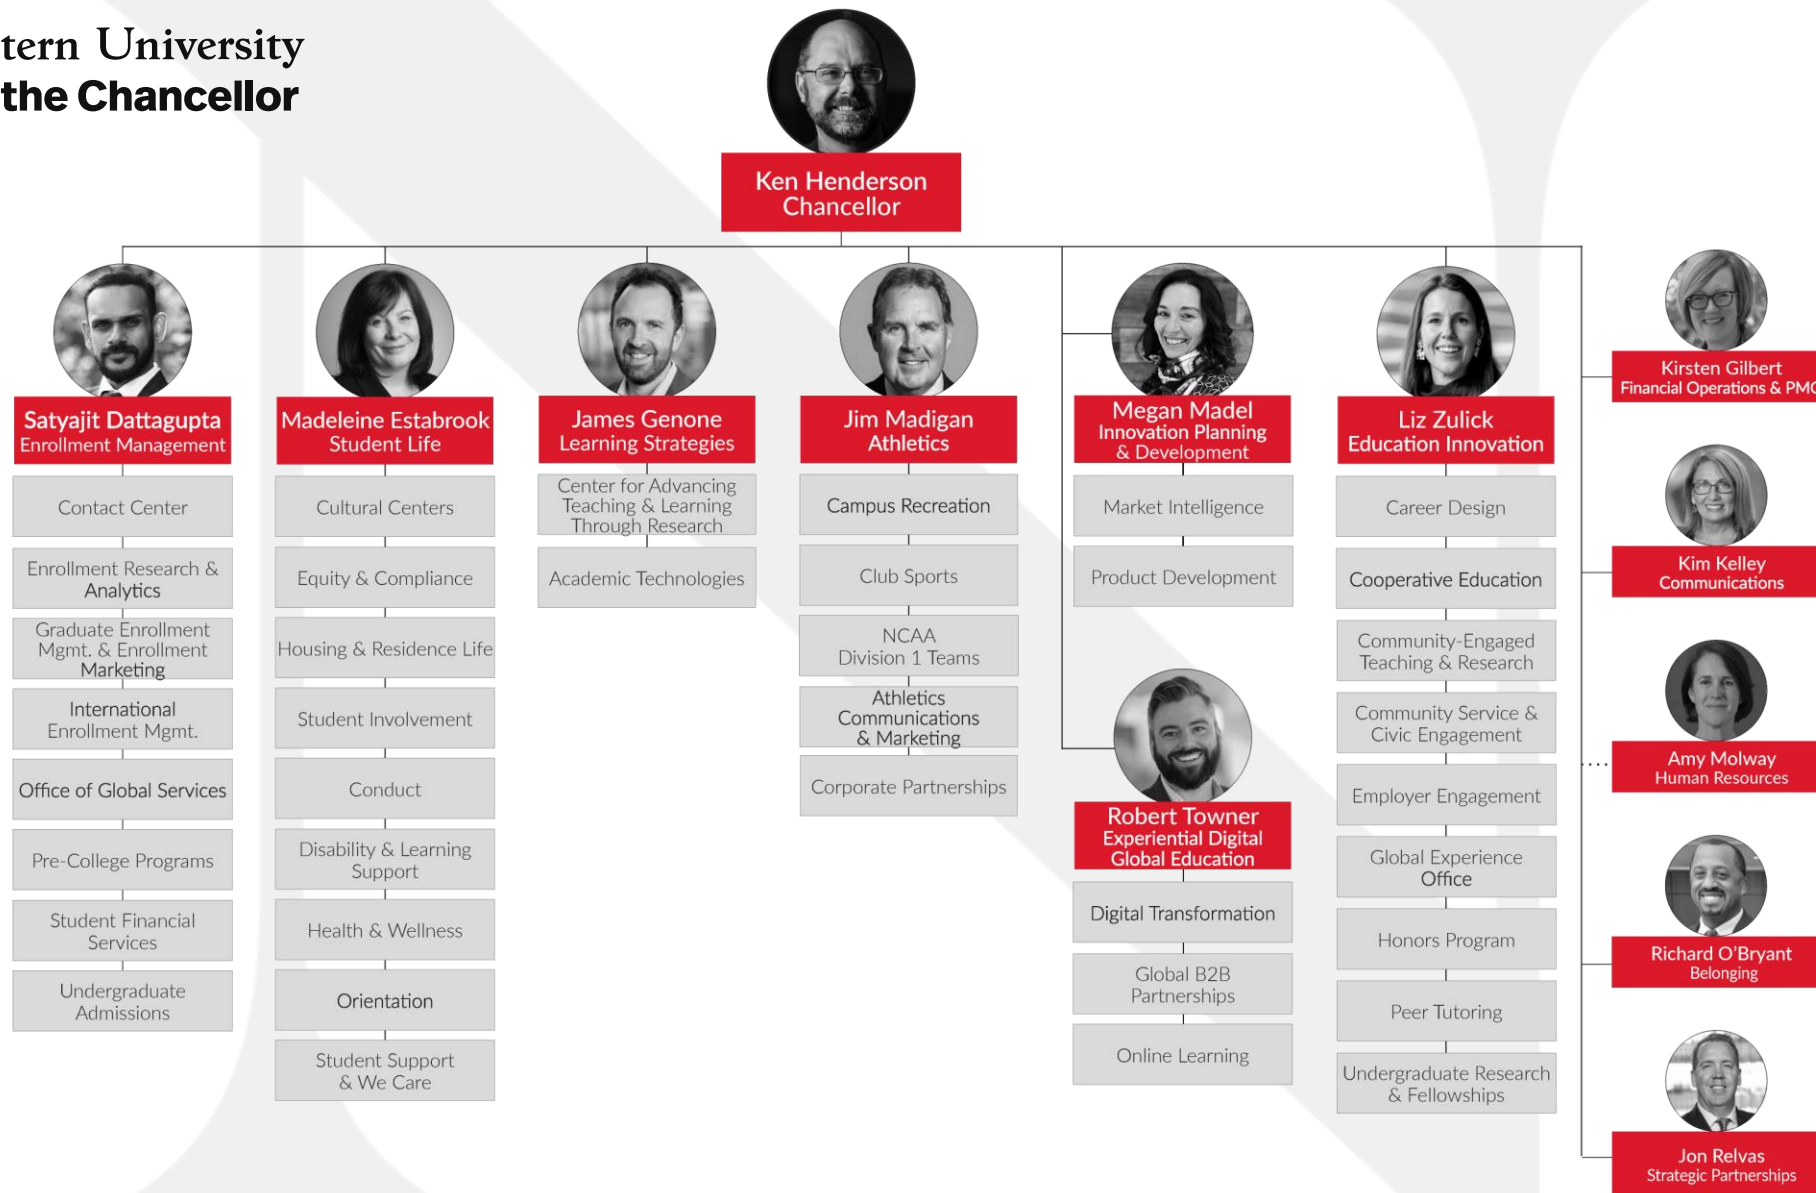 tern University
the Chancellor
Ken Henderson
Chancellor
Satyajit Dattagupta
Enrollment Management
Contact Center
Enrollment Research &
Analytics
Graduate Enrollment
Mgmt. & Enrollment
Marketing
International
Enrollment Mgmt.
Office of Global Services
Pre-College Programs
Student Financial
Services
Undergraduate
Admissions
Madeleine Estabrook
Student Life
Cultural Centers
Equity & Compliance
Housing & Residence Life
Student Involvement
Conduct
Disability & Learning
Support
Health & Wellness
Orientation
Student Support
& We Care
James Genone
Learning Strategies
Center for Advancing
Teaching & Learning
Through Research
Academic Technologies
Jim Madigan
Athletics
Campus Recreation
Club Sports
NCAA
Division 1 Teams
Athletics
Communications
& Marketing
Corporate Partnerships
Megan Madel
Innovation Planning
& Development
Market Intelligence
Product Development
Robert Towner
Experiential Digital
Global Education
Digital Transformation
Global B2B
Partnerships
Online Learning
Liz Zulick
Education Innovation
Career Design
Cooperative Education
Community-Engaged
Teaching & Research
Community Service &
Civic Engagement
Employer Engagement
Global Experience
Office
Honors Program
Peer Tutoring
Undergraduate Research
& Fellowships
Kirsten Gilbert
Financial Operations & PMO
Kim Kelley
Communications
Amy Molway
Human Resources
Richard O'Bryant
Belonging
Jon Relvas
Strategic Partnerships